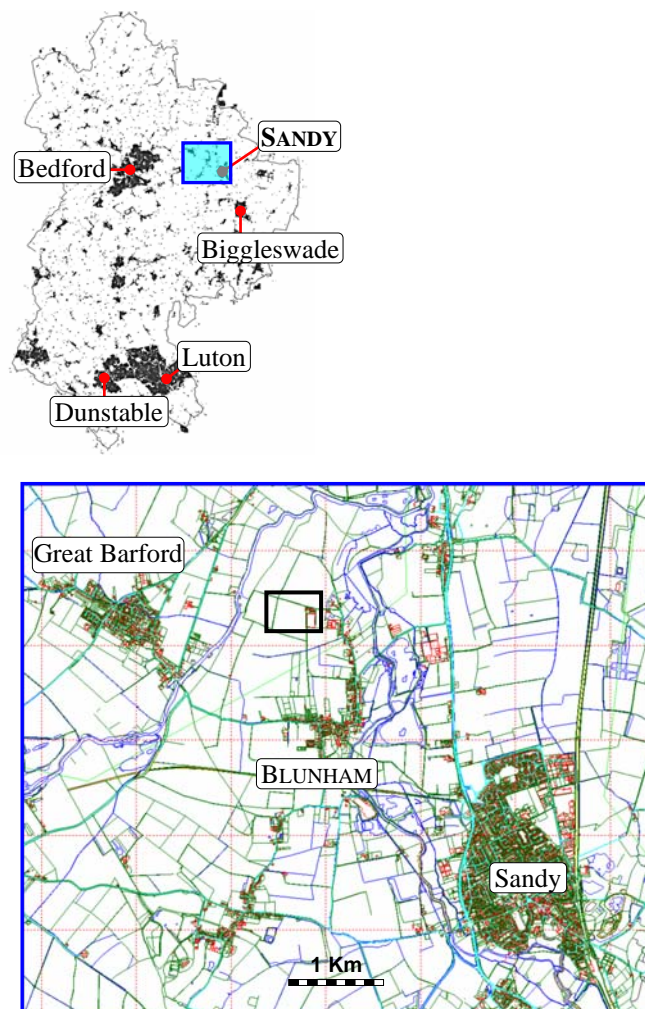 SANDY
Bedford
Biggleswade
Luton
Dunstable
Great Barford
BLUNHAM
Sandy
1 Km